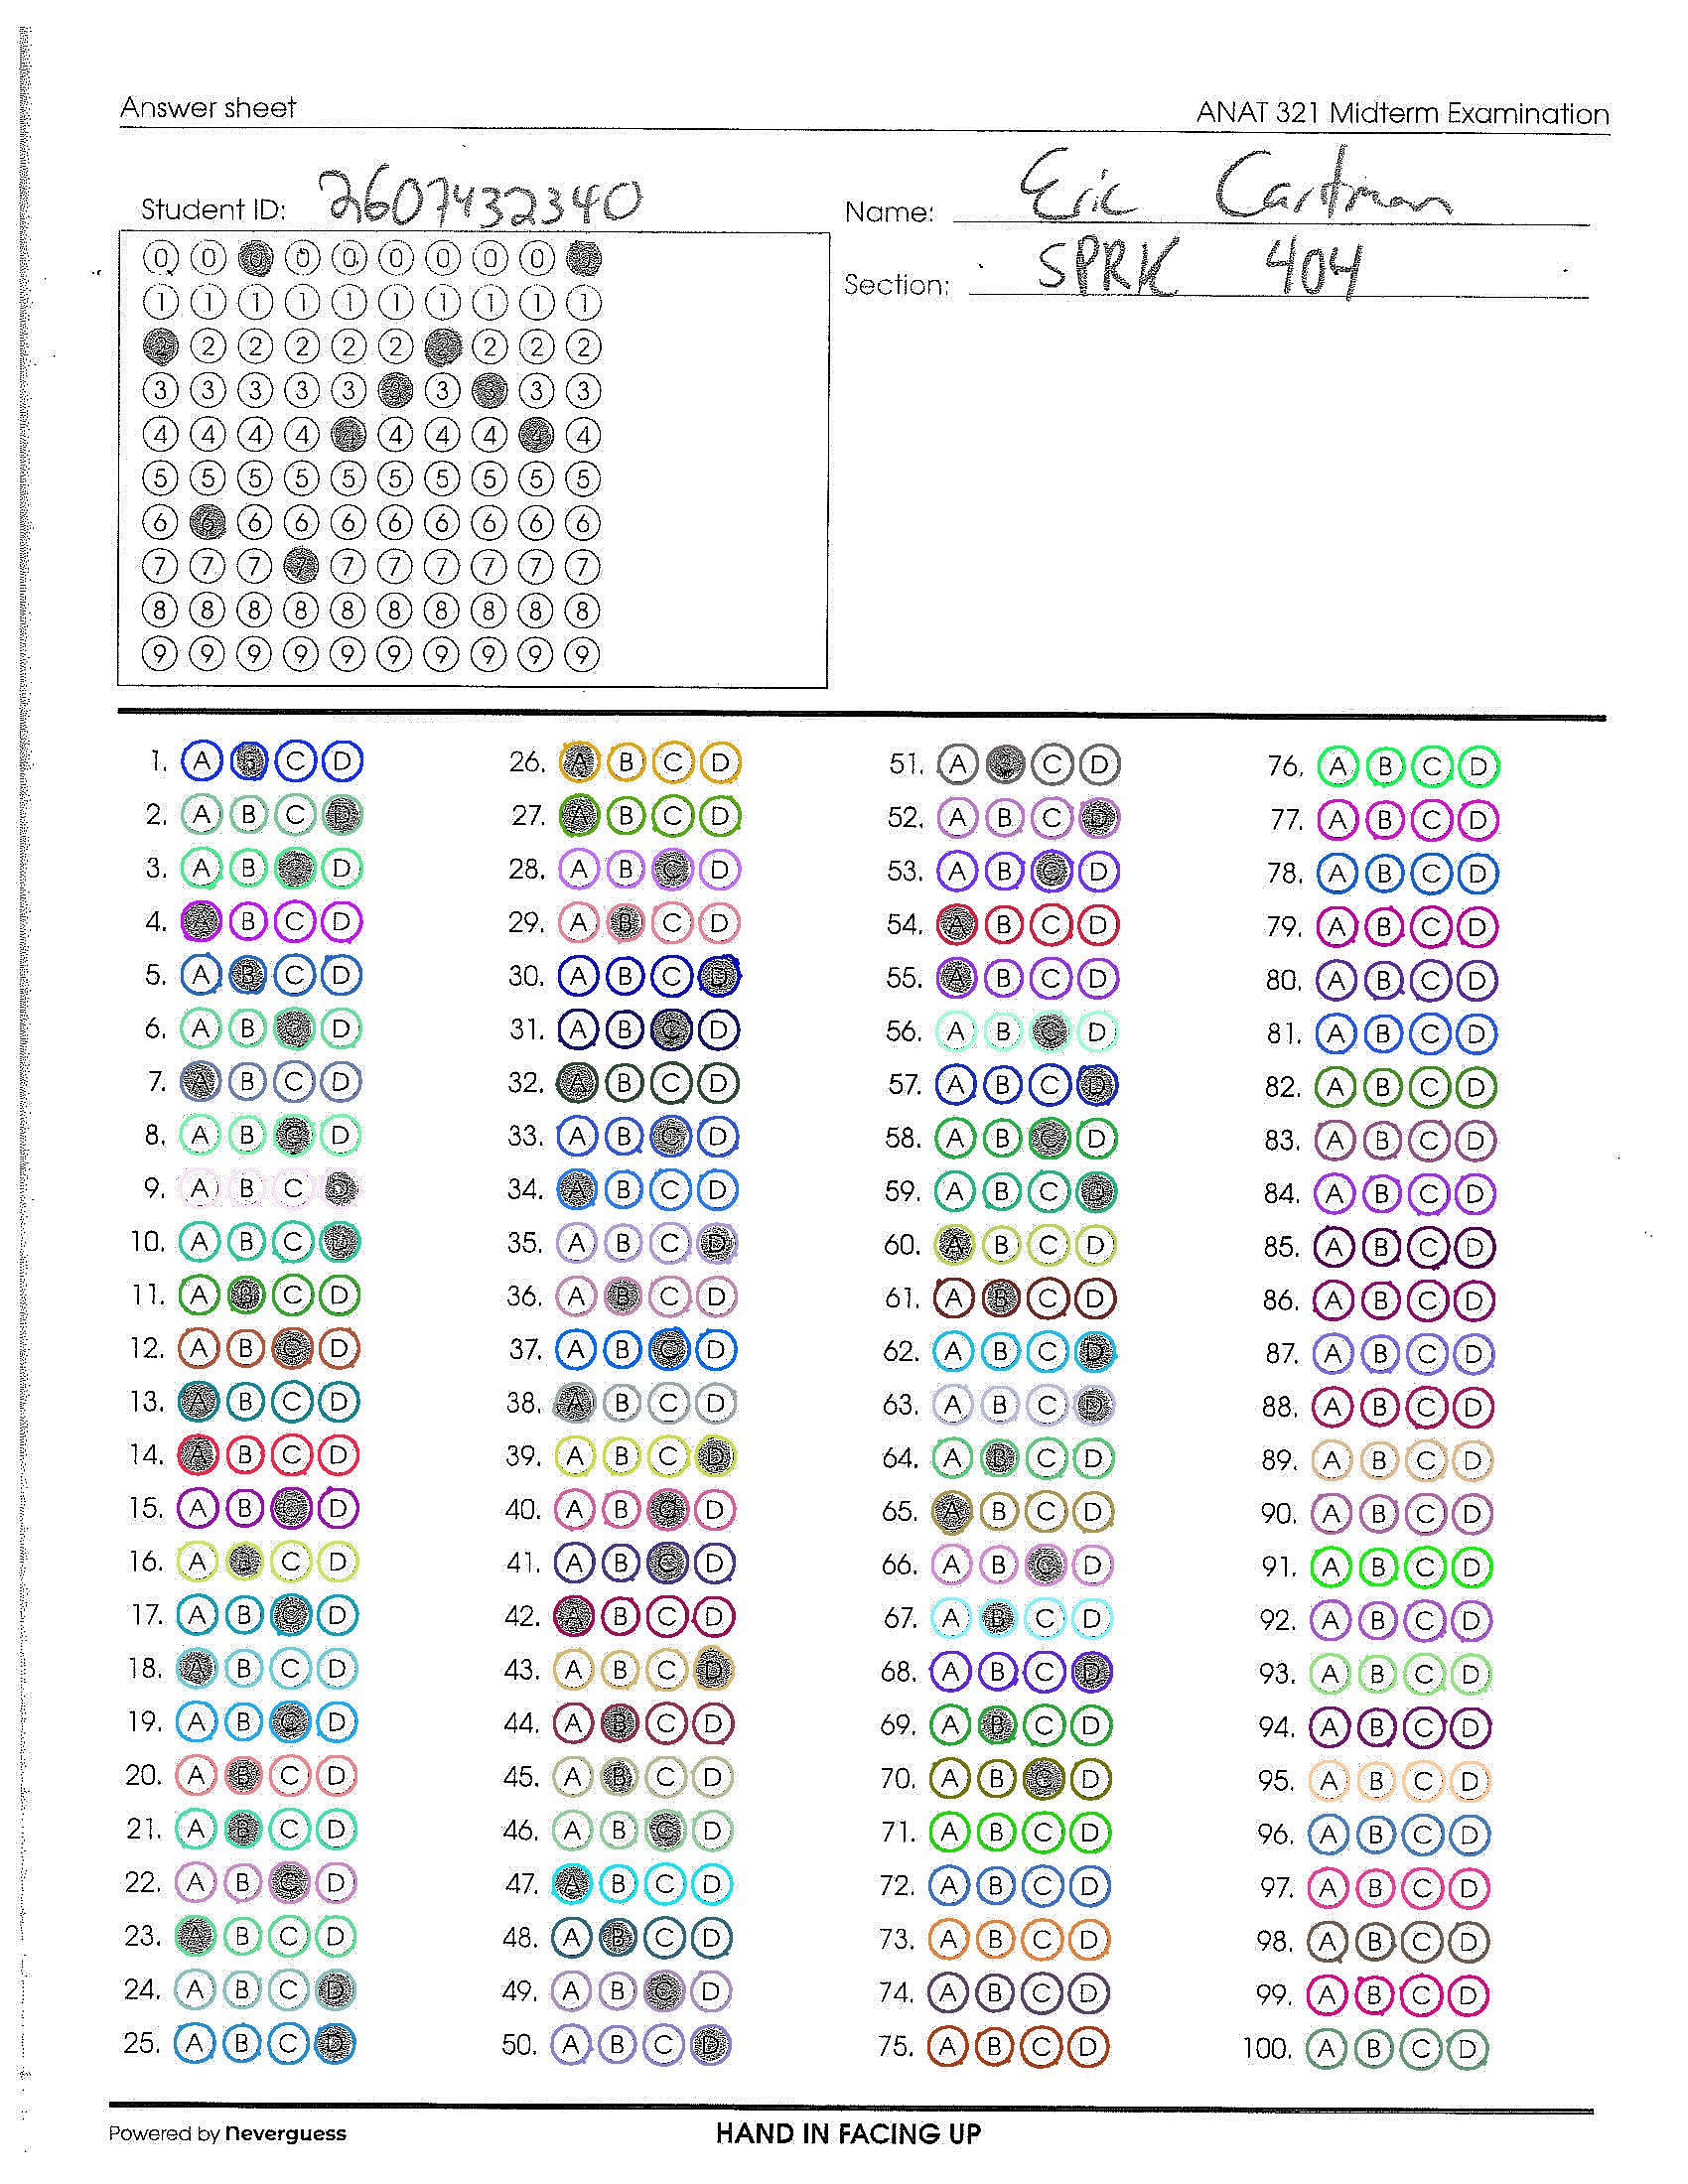 Answer sheet ANAT 321 Midterm Examination
Student ID: 2607432340 Name: Eric Cartman
Section: SPRK 404
0 0 0 0 0 0 0 0 0 0
1 1 1 1 1 1 1 1 1 1
2 2 2 2 2 2 2 2 2 2
3 3 3 3 3 3 3 3 3 3
4 4 4 4 4 4 4 4 4 4
5 5 5 5 5 5 5 5 5 5
6 6 6 6 6 6 6 6 6 6
7 7 7 7 7 7 7 7 7 7
8 8 8 8 8 8 8 8 8 8
9 9 9 9 9 9 9 9 9 9
1. A B C D
2. A B C D
3. A B C D
4. A B C D
5. A B C D
6. A B C D
7. A B C D
8. A B C D
9. A B C D
10. A B C D
11. A B C D
12. A B C D
13. A B C D
14. A B C D
15. A B C D
16. A B C D
17. A B C D
18. A B C D
19. A B C D
20. A B C D
21. A B C D
22. A B C D
23. A B C D
24. A B C D
25. A B C D
26. A B C D
27. A B C D
28. A B C D
29. A B C D
30. A B C D
31. A B C D
32. A B C D
33. A B C D
34. A B C D
35. A B C D
36. A B C D
37. A B C D
38. A B C D
39. A B C D
40. A B C D
41. A B C D
42. A B C D
43. A B C D
44. A B C D
45. A B C D
46. A B C D
47. A B C D
48. A B C D
49. A B C D
50. A B C D
51. A B C D
52. A B C D
53. A B C D
54. A B C D
55. A B C D
56. A B C D
57. A B C D
58. A B C D
59. A B C D
60. A B C D
61. A B C D
62. A B C D
63. A B C D
64. A B C D
65. A B C D
66. A B C D
67. A B C D
68. A B C D
69. A B C D
70. A B C D
71. A B C D
72. A B C D
73. A B C D
74. A B C D
75. A B C D
76. A B C D
77. A B C D
78. A B C D
79. A B C D
80. A B C D
81. A B C D
82. A B C D
83. A B C D
84. A B C D
85. A B C D
86. A B C D
87. A B C D
88. A B C D
89. A B C D
90. A B C D
91. A B C D
92. A B C D
93. A B C D
94. A B C D
95. A B C D
96. A B C D
97. A B C D
98. A B C D
99. A B C D
100. A B C D
Powered by neverguess HAND IN FACING UP